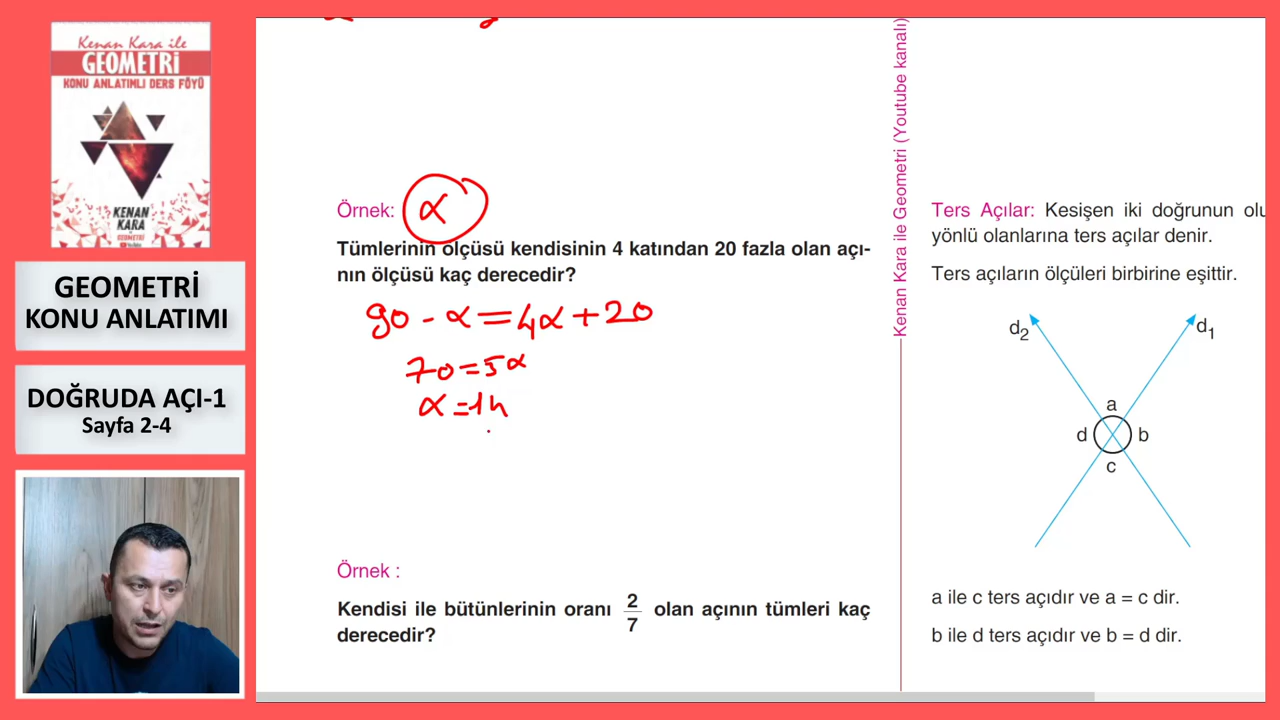 Kenan Kara ile
GEOMETRİ
KONU ANLATIMLI DERS FÖYÜ
KENAN
KARA
GEOMETRİ
GEOMETRİ
KONU ANLATIMI
DOĞRUDA AÇI-1
Sayfa 2-4
Örnek: α
Tümlerinin ölçüsü kendisinin 4 katından 20 fazla olan açı-
nın ölçüsü kaç derecedir?
90 - α = 4α + 20
70 = 5α
α = 14
Örnek :
Kendisi ile bütünlerinin oranı 2/7 olan açının tümleri kaç
derecedir?
Kenan Kara ile Geometri (Youtube kanalı)
Ters Açılar: Kesişen iki doğrunun olu
yönlü olanlarına ters açılar denir.
Ters açıların ölçüleri birbirine eşittir.
d2 d1
a
d b
c
a ile c ters açıdır ve a = c dir.
b ile d ters açıdır ve b = d dir.